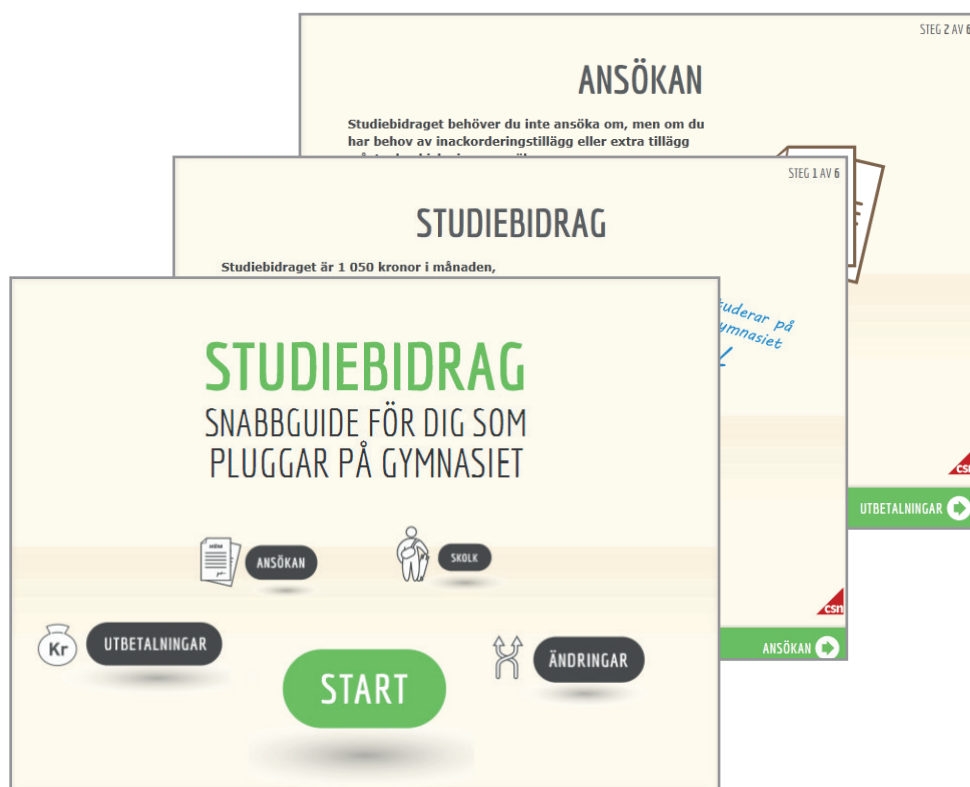 STEG 2 AV 6
ANSÖKAN
Studiebidraget behöver du inte ansöka om, men om du
har behov av inackorderingstillägg eller extra tillägg
STEG 1 AV 6
STUDIEBIDRAG
Studiebidraget är 1 050 kronor i månaden,
på
STUDIEBIDRAG
SNABBGUIDE FÖR DIG SOM
PLUGGAR PÅ GYMNASIET
ANSÖKAN
SKOLK
Kr
UTBETALNINGAR
START
ÄNDRINGAR
csn
ANSÖKAN
csn
UTBETALNINGAR